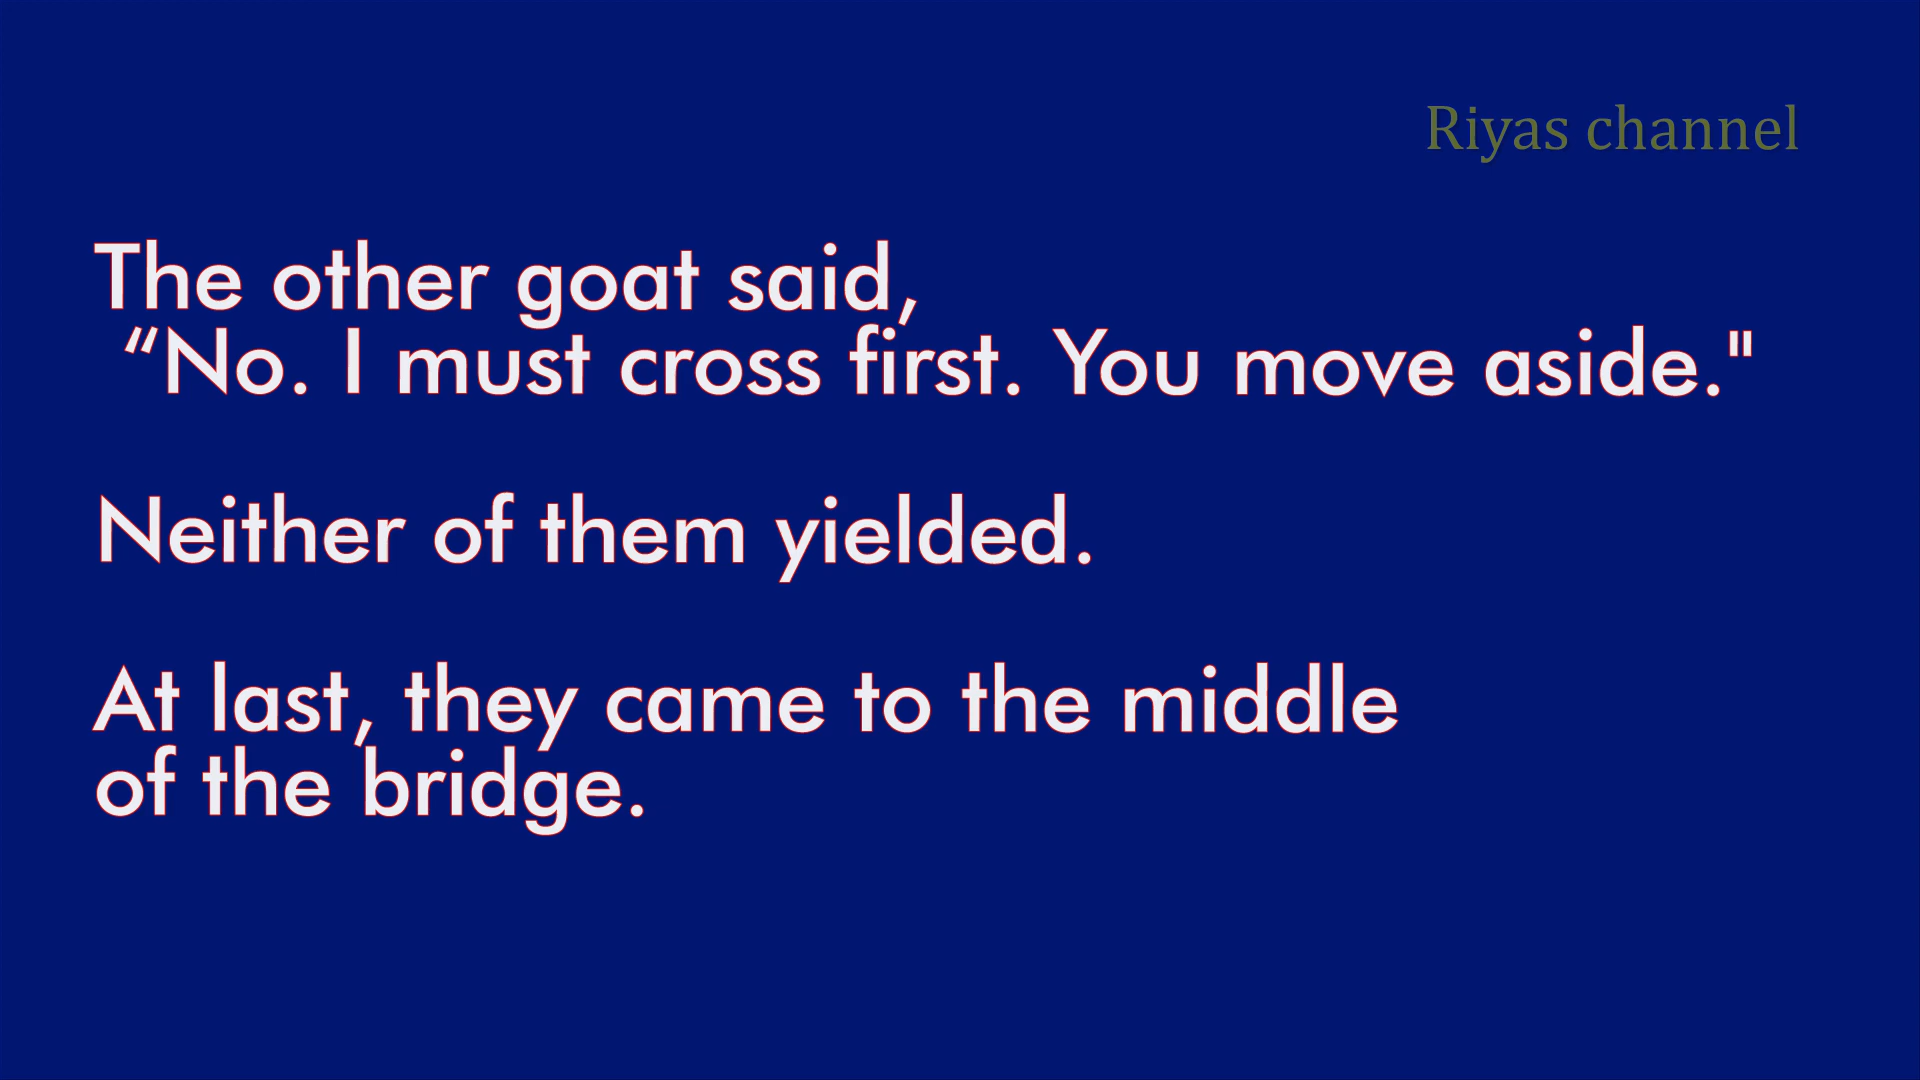 Riyas channel
The other goat said,
“No. I must cross first. You move aside."
Neither of them yielded.
At last, they came to the middle
of the bridge.